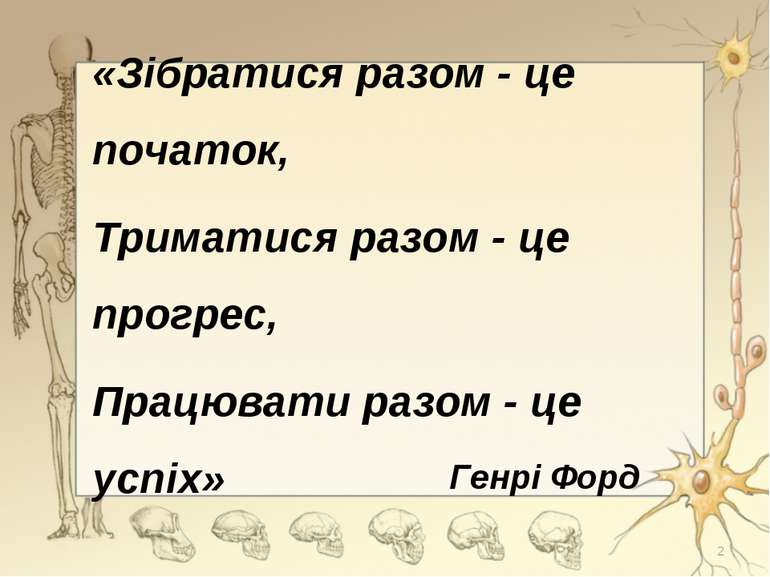 «Зібратися разом - це
початок,
Триматися разом - це
прогрес,
Працювати разом - це
успіх»
Генрі Форд
2